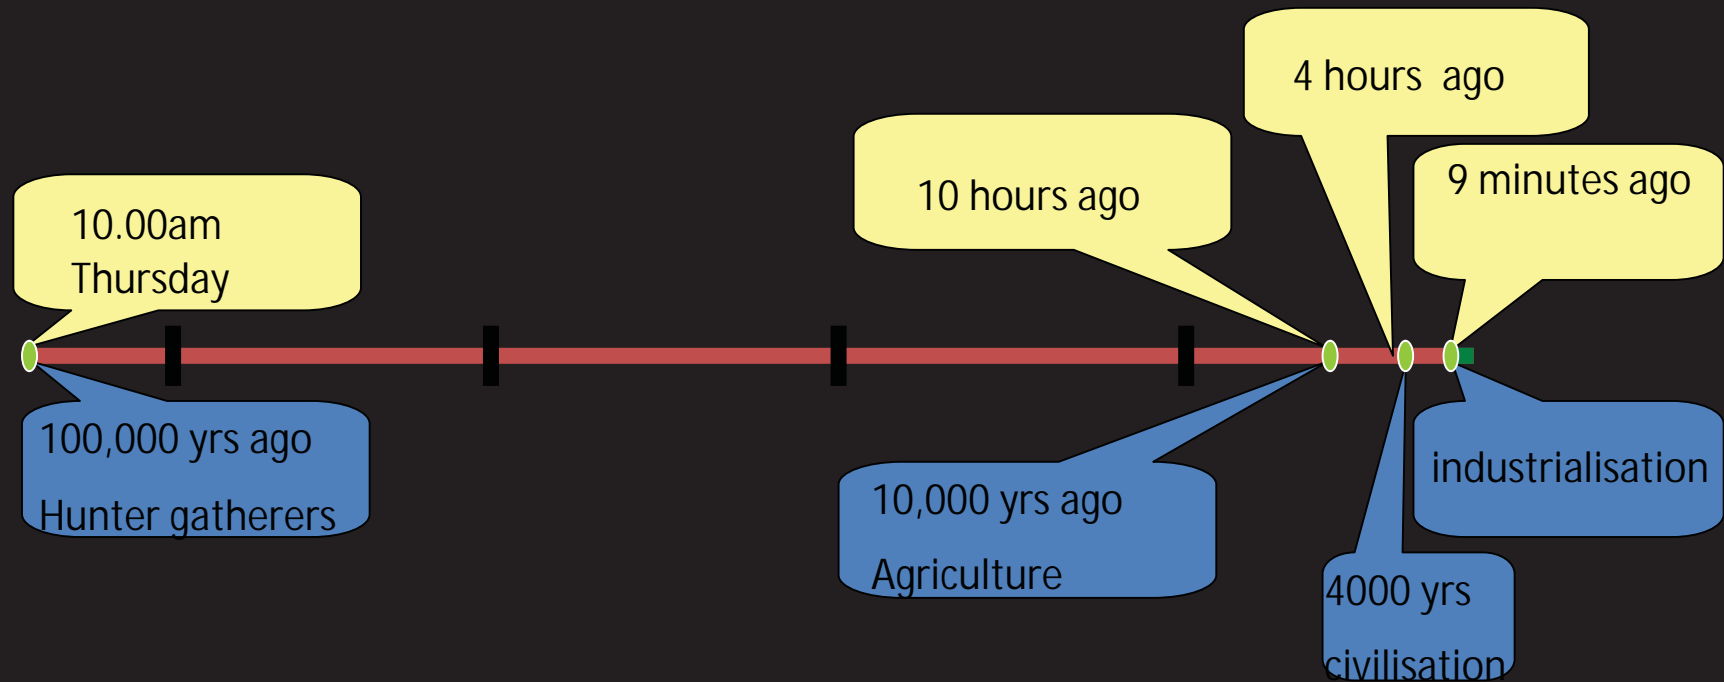 4 hours  ago
9 minutes ago
10 hours ago
10.00am
Thursday
100,000 yrs ago
Hunter gatherers
10,000 yrs ago
Agriculture
industrialisation
4000 yrs
civilisation